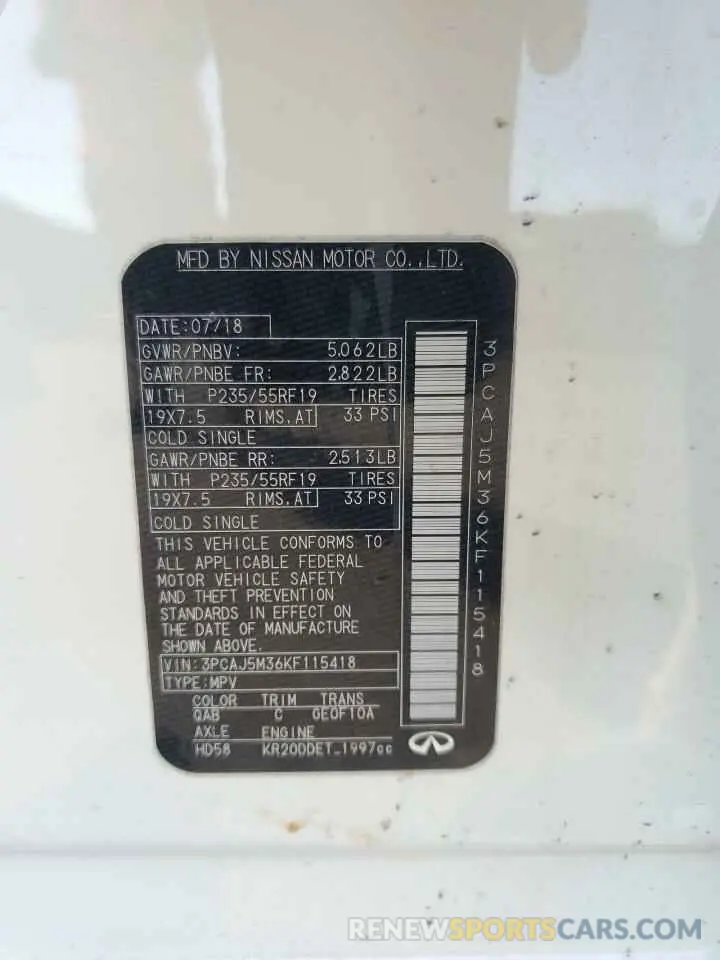 MFD BY NISSAN MOTOR CO.,LTD.
DATE:07/18
GVWR/PNBV: 5.062LB
GAWR/PNBE FR: 2.822LB
WITH P235/55RF19 TIRES
19X7.5 RIMS.AT 33 PSI
COLD SINGLE
GAWR/PNBE RR: 2.513LB
WITH P235/55RF19 TIRES
19X7.5 RIMS.AT 33 PSI
COLD SINGLE
THIS VEHICLE CONFORMS TO
ALL APPLICABLE FEDERAL
MOTOR VEHICLE SAFETY
AND THEFT PREVENTION
STANDARDS IN EFFECT ON
THE DATE OF MANUFACTURE
SHOWN ABOVE.
VIN:3PCAJ5M36KF115418
TYPE:MPV
COLOR TRIM TRANS
QAB C GE0F10A
AXLE ENGINE
HD58 KR20DDET_1997cc
3PCAJ5M36KF115418
RENEWSPORTSCARS.COM